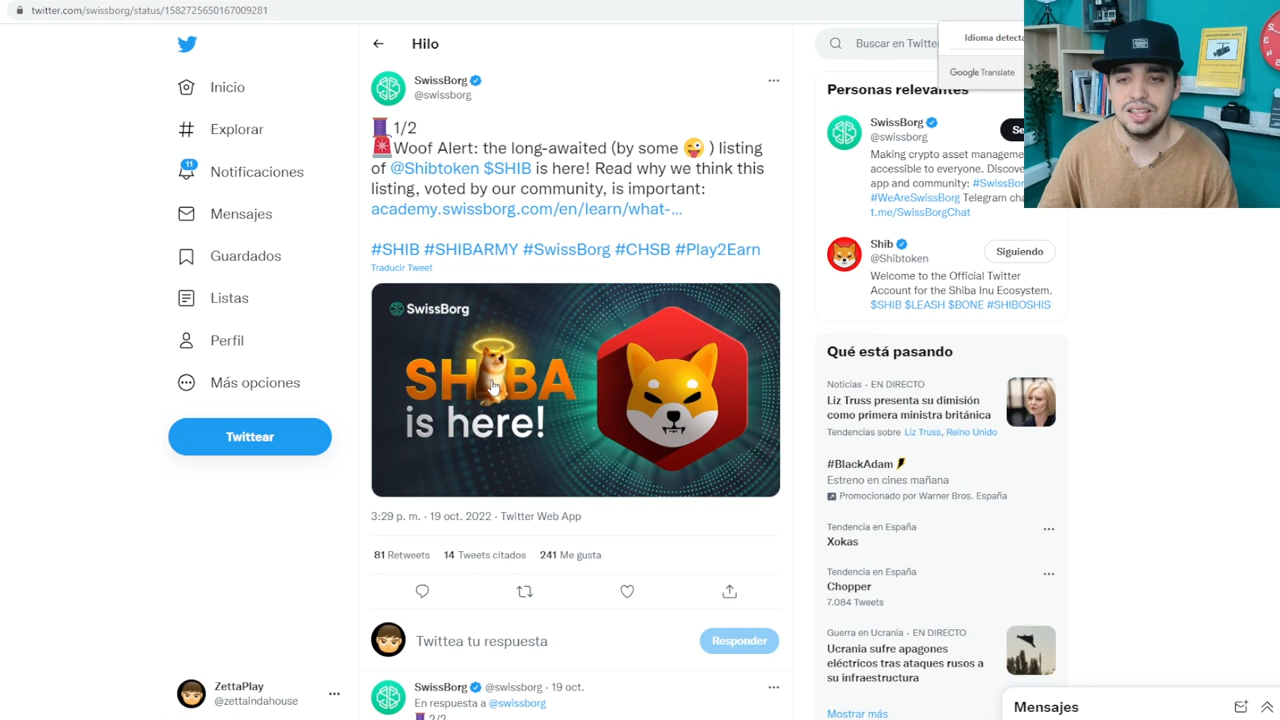 twitter.com/swissborg/status/1582725650167009281
Inicio
Explorar
11
Notificaciones
Mensajes
Guardados
Listas
Perfil
Más opciones
Twittear
ZettaPlay
@zettaindahouse
Hilo
SwissBorg
@swissborg
1/2
Woof Alert: the long-awaited (by some 😜 ) listing
of @Shibtoken $SHIB is here! Read why we think this
listing, voted by our community, is important:
academy.swissborg.com/en/learn/what-...
#SHIB #SHIBARMY #SwissBorg #CHSB #Play2Earn
Traducir Tweet
SwissBorg
SHIBA
is here!
3:29 p. m. · 19 oct. 2022 · Twitter Web App
81 Retweets 14 Tweets citados 241 Me gusta
Twittea tu respuesta
Responder
SwissBorg @swissborg · 19 oct.
En respuesta a @swissborg
2/2
Buscar en Twitte
Idioma detecta
Google Translate
Personas relevantes
SwissBorg
@swissborg
Se
Making crypto asset manageme
accessible to everyone. Discove
app and community: #SwissBor
#WeAreSwissBorg Telegram cha
t.me/SwissBorgChat
Shib
@Shibtoken
Siguiendo
Welcome to the Official Twitter
Account for the Shiba Inu Ecosystem.
$SHIB $LEASH $BONE #SHIBOSHIS
Qué está pasando
Noticias · EN DIRECTO
Liz Truss presenta su dimisión
como primera ministra británica
Tendencias sobre Liz Truss, Reino Unido
#BlackAdam
Estreno en cines mañana
Promocionado por Warner Bros. España
Tendencia en España
Xokas
Tendencia en España
Chopper
7.084 Tweets
Guerra en Ucrania · EN DIRECTO
Ucrania sufre apagones
eléctricos tras ataques rusos a
su infraestructura
Mostrar más
Mensajes